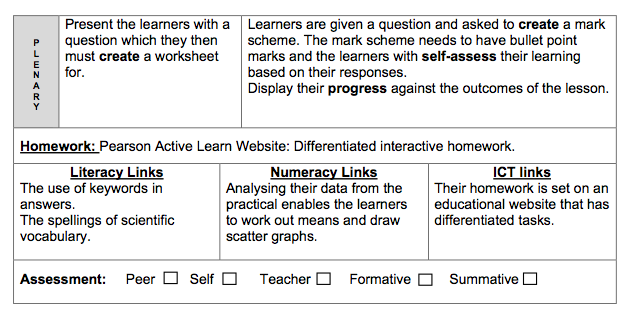 PLENARY
Present the learners with a
question which they then
must create a worksheet
for.
Learners are given a question and asked to create a mark
scheme. The mark scheme needs to have bullet point
marks and the learners with self-assess their learning
based on their responses.
Display their progress against the outcomes of the lesson.
Homework: Pearson Active Learn Website: Differentiated interactive homework.
Literacy Links
The use of keywords in
answers.
The spellings of scientific
vocabulary.
Numeracy Links
Analysing their data from the
practical enables the learners
to work out means and draw
scatter graphs.
ICT links
Their homework is set on an
educational website that has
differentiated tasks.
Assessment: Peer ☐ Self ☐ Teacher ☐ Formative ☐ Summative ☐